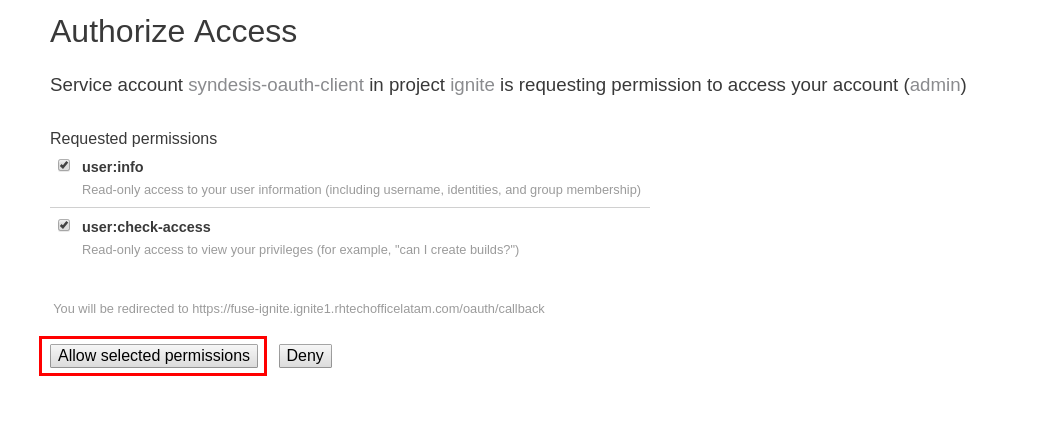 Authorize Access
Service account syndesis-oauth-client in project ignite is requesting permission to access your account (admin)
Requested permissions
user:info
Read-only access to your user information (including username, identities, and group membership)
user:check-access
Read-only access to view your privileges (for example, "can I create builds?")
You will be redirected to https://fuse-ignite.ignite1.rhtechofficelatam.com/oauth/callback
Allow selected permissions Deny